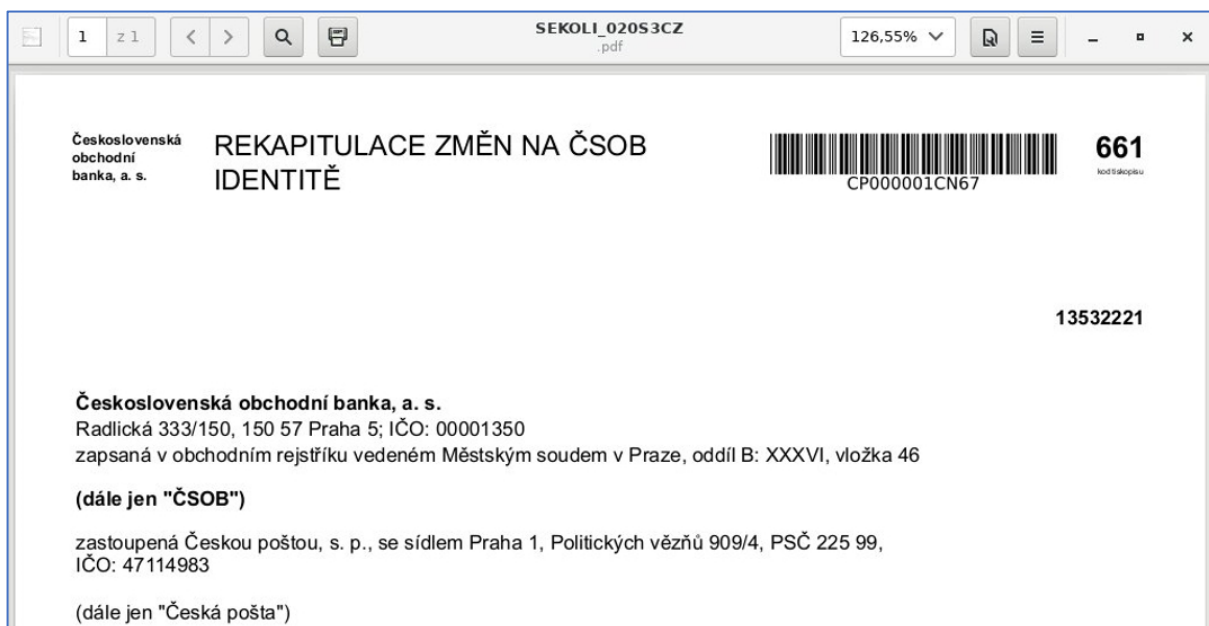 1 z 1
SEKOLI_020S3CZ
.pdf
126,55%
Československá
obchodní
banka, a. s.
REKAPITULACE ZMĚN NA ČSOB
IDENTITĚ
CP000001CN67
661
kod tiskopisu
13532221
Československá obchodní banka, a. s.
Radlická 333/150, 150 57 Praha 5; IČO: 00001350
zapsaná v obchodním rejstříku vedeném Městským soudem v Praze, oddíl B: XXXVI, vložka 46
(dále jen "ČSOB")
zastoupená Českou poštou, s. p., se sídlem Praha 1, Politických vězňů 909/4, PSČ 225 99,
IČO: 47114983
(dále jen "Česká pošta")